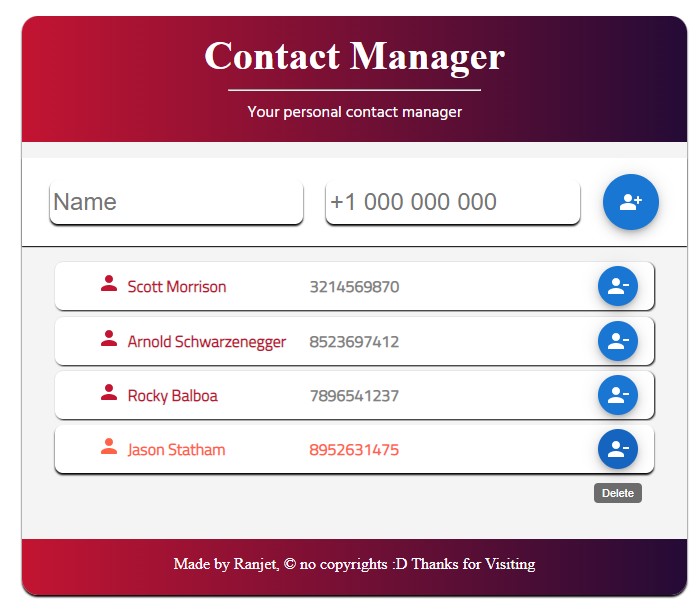 Contact Manager
Your personal contact manager
Name +1 000 000 000
Scott Morrison 3214569870
Arnold Schwarzenegger 8523697412
Rocky Balboa 7896541237
Jason Statham 8952631475
Delete
Made by Ranjet, © no copyrights :D Thanks for Visiting